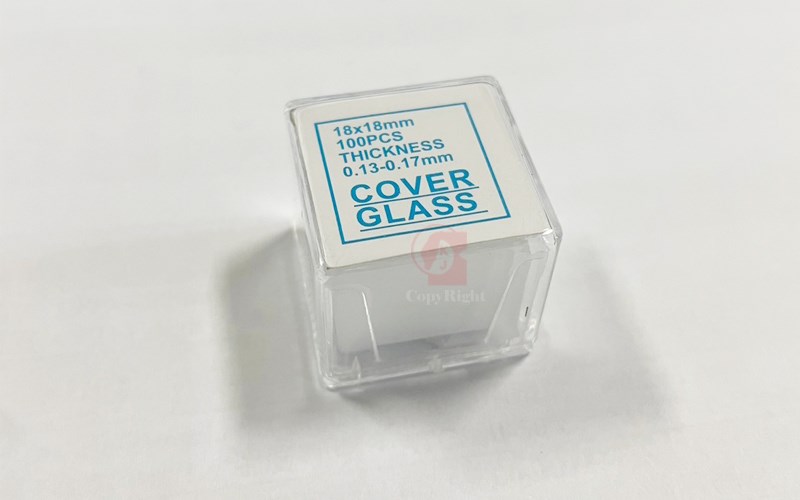 18x18mm
100PCS
THICKNESS
0.13-0.17mm
COVER
GLASS
CopyRight